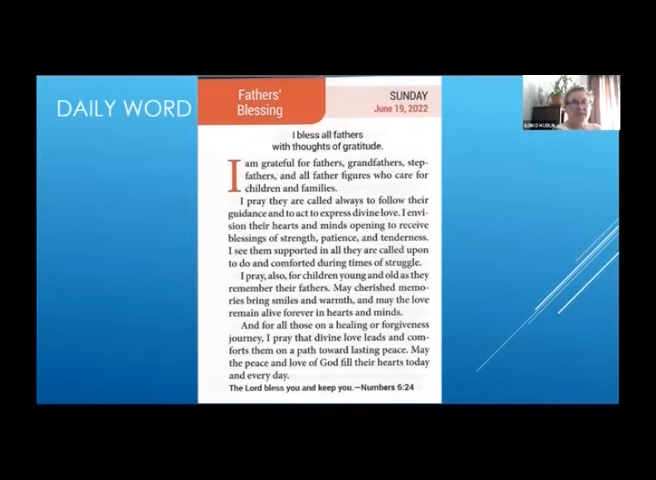 DAILY WORD
Fathers'
Blessing
SUNDAY
June 19, 2022
I bless all fathers
with thoughts of gratitude.
I am grateful for fathers, grandfathers, step-
fathers, and all father figures who care for
children and families.
I pray they are called always to follow their
guidance and to act to express divine love. I envi-
sion their hearts and minds opening to receive
blessings of strength, patience, and tenderness.
I see them supported in all they are called upon
to do and comforted during times of struggle.
I pray, also, for children young and old as they
remember their fathers. May cherished memo-
ries bring smiles and warmth, and may the love
remain alive forever in hearts and minds.
And for all those on a healing or forgiveness
journey, I pray that divine love leads and com-
forts them on a path toward lasting peace. May
the peace and love of God fill their hearts today
and every day.
The Lord bless you and keep you.—Numbers 6:24